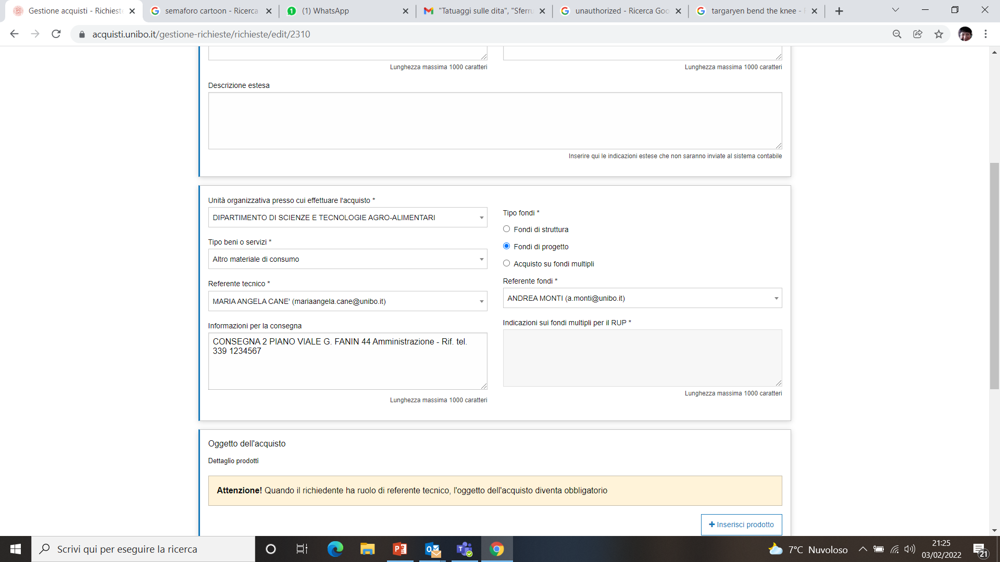 Gestione acquisti - Richieste
semaforo cartoon - Ricerca
(1) WhatsApp
"Tatuaggi sulle dita", "Sferru
unauthorized - Ricerca Goo
targaryen bend the knee -
acquisti.unibo.it/gestione-richieste/richieste/edit/2310
Lunghezza massima 1000 caratteri
Lunghezza massima 1000 caratteri
Descrizione estesa
Inserire qui le indicazioni estese che non saranno inviate al sistema contabile
Unità organizzativa presso cui effettuare l'acquisto *
DIPARTIMENTO DI SCIENZE E TECNOLOGIE AGRO-ALIMENTARI
Tipo beni o servizi *
Altro materiale di consumo
Referente tecnico *
MARIA ANGELA CANE' (mariaangela.cane@unibo.it)
Informazioni per la consegna
CONSEGNA 2 PIANO VIALE G. FANIN 44 Amministrazione - Rif. tel.
339 1234567
Lunghezza massima 1000 caratteri
Tipo fondi *
Fondi di struttura
Fondi di progetto
Acquisto su fondi multipli
Referente fondi *
ANDREA MONTI (a.monti@unibo.it)
Indicazioni sui fondi multipli per il RUP *
Lunghezza massima 1000 caratteri
Oggetto dell'acquisto
Dettaglio prodotti
Attenzione! Quando il richiedente ha ruolo di referente tecnico, l'oggetto dell'acquisto diventa obbligatorio
+ Inserisci prodotto
Scrivi qui per eseguire la ricerca
7°C Nuvoloso
21:25
03/02/2022
21